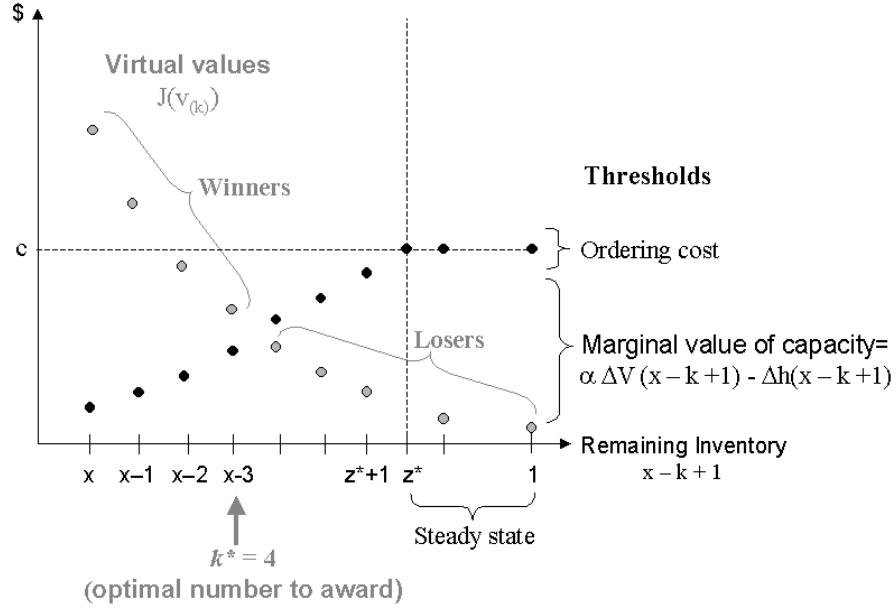 $
Virtual values
J(v(k))
Winners
Thresholds
c
Ordering cost
Losers
Marginal value of capacity=
α ΔV (x – k +1) - Δh(x – k +1)
Remaining Inventory
x – k + 1
x x–1 x–2 x-3 z*+1 z* 1
Steady state
k* = 4
(optimal number to award)